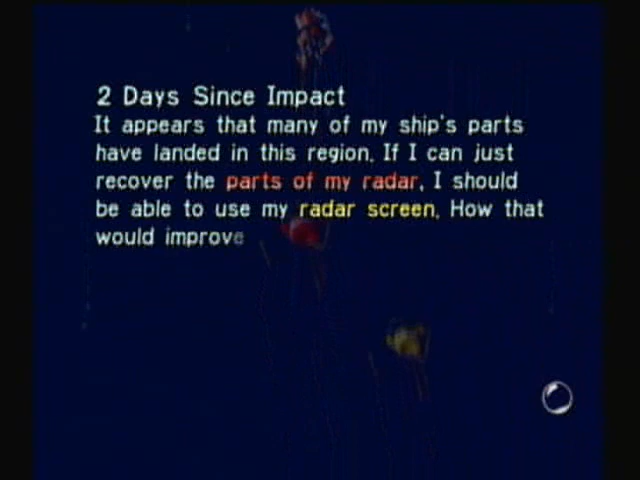 2 Days Since Impact
It appears that many of my ship's parts
have landed in this region. If I can just
recover the parts of my radar, I should
be able to use my radar screen. How that
would improve